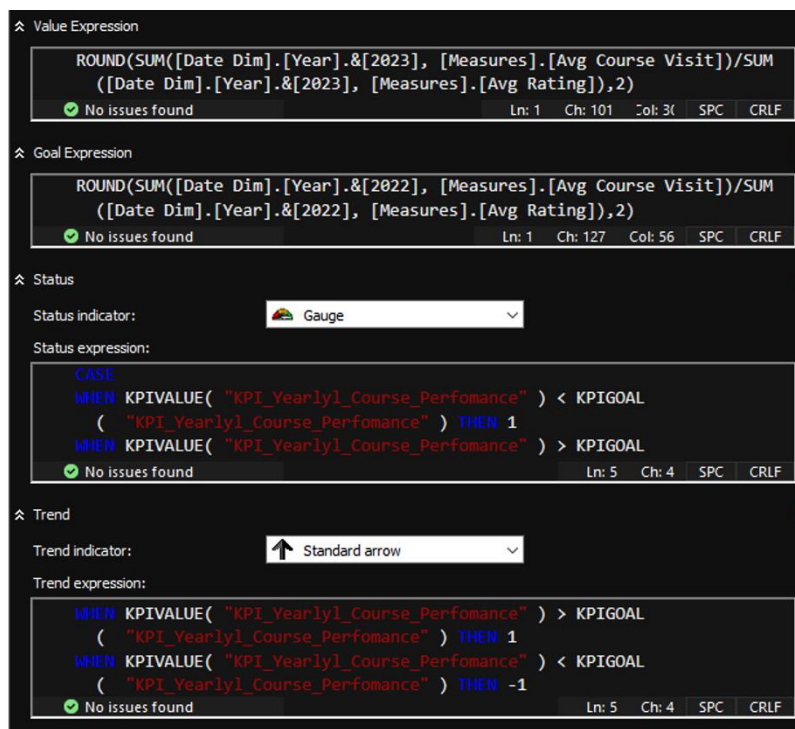 Value Expression
ROUND(SUM([Date Dim].[Year].&[2023], [Measures].[Avg Course Visit])/SUM
([Date Dim].[Year].&[2023], [Measures].[Avg Rating]),2)
No issues found Ln: 1 Ch: 101 SPC CRLF
Goal Expression
ROUND(SUM([Date Dim].[Year].&[2022], [Measures].[Avg Course Visit])/SUM
([Date Dim].[Year].&[2022], [Measures].[Avg Rating]),2)
No issues found Ln: 1 Ch: 127 Col: 56 SPC CRLF
Status
Status indicator: Gauge
Status expression:
CASE
WHEN KPIVALUE( "KPI_Yearlyl_Course_Perfomance" ) < KPIGOAL
( "KPI_Yearlyl_Course_Perfomance" ) THEN 1
WHEN KPIVALUE( "KPI_Yearlyl_Course_Perfomance" ) > KPIGOAL
No issues found Ln: 5 Ch: 4 SPC CRLF
Trend
Trend indicator: Standard arrow
Trend expression:
WHEN KPIVALUE( "KPI_Yearlyl_Course_Perfomance" ) > KPIGOAL
( "KPI_Yearlyl_Course_Perfomance" ) THEN 1
WHEN KPIVALUE( "KPI_Yearlyl_Course_Perfomance" ) < KPIGOAL
( "KPI_Yearlyl_Course_Perfomance" ) THEN -1
No issues found Ln: 5 Ch: 4 SPC CRLF